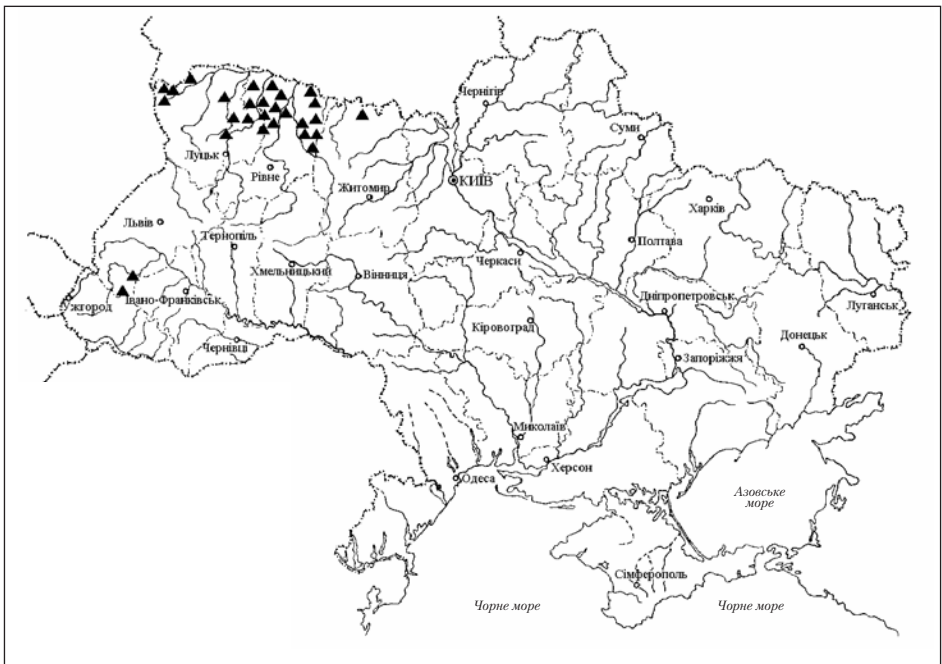 Чернігів
Суми
Луцьк
Рівне
КИЇВ
Житомир
Харків
Львів
Тернопіль
Полтава
Хмельницький
Вінниця
Черкаси
Ужгород
Івано-Франківськ
Дніпропетровськ
Луганськ
Кіровоград
Донецьк
Чернівці
Запоріжжя
Миколаїв
Херсон
Одеса
Азовське
море
Сімферополь
Чорне море
Чорне море